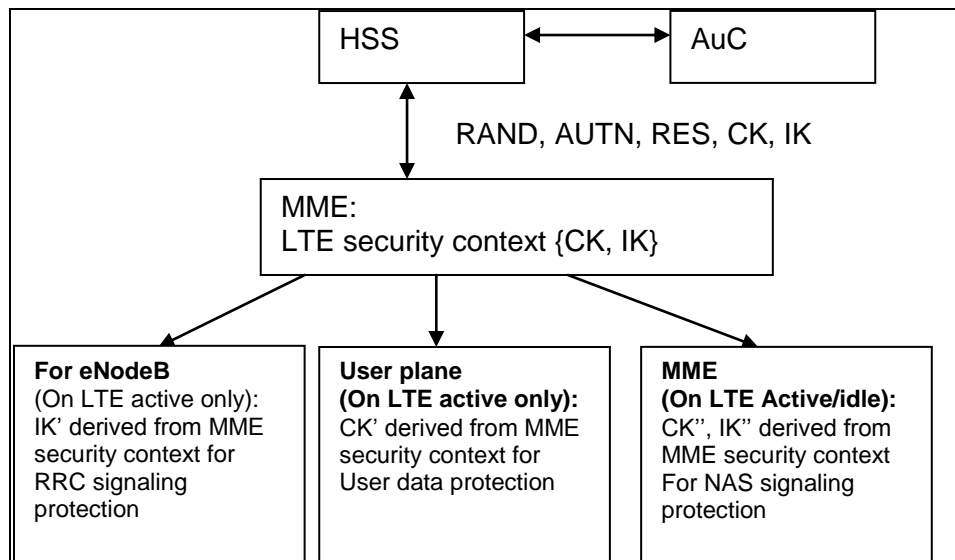 HSS
AuC
RAND, AUTN, RES, CK, IK
MME:
LTE security context {CK, IK}
For eNodeB
(On LTE active only):
IK’ derived from MME
security context for
RRC signaling
protection
User plane
(On LTE active only):
CK’ derived from MME
security context for
User data protection
MME
(On LTE Active/idle):
CK’’, IK’’ derived from
MME security context
For NAS signaling
protection